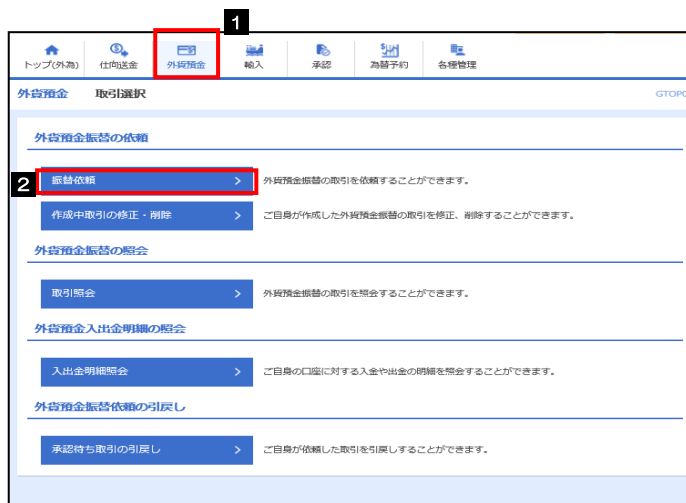 1
トップ(外為) 仕向送金 外貨預金 輸入 承認 為替予約 各種管理
外貨預金 取引選択 GTOP
外貨預金振替の依頼
2 振替依頼 外貨預金振替の取引を依頼することができます。
作成中取引の修正・削除 ご自身が作成した外貨預金振替の取引を修正、削除することができます。
外貨預金振替の照会
取引照会 外貨預金振替の取引を照会することができます。
外貨預金入出金明細の照会
入出金明細照会 ご自身の口座に対する入金や出金の明細を照会することができます。
外貨預金振替依頼の引戻し
承認待ち取引の引戻し ご自身が依頼した取引を引戻しすることができます。